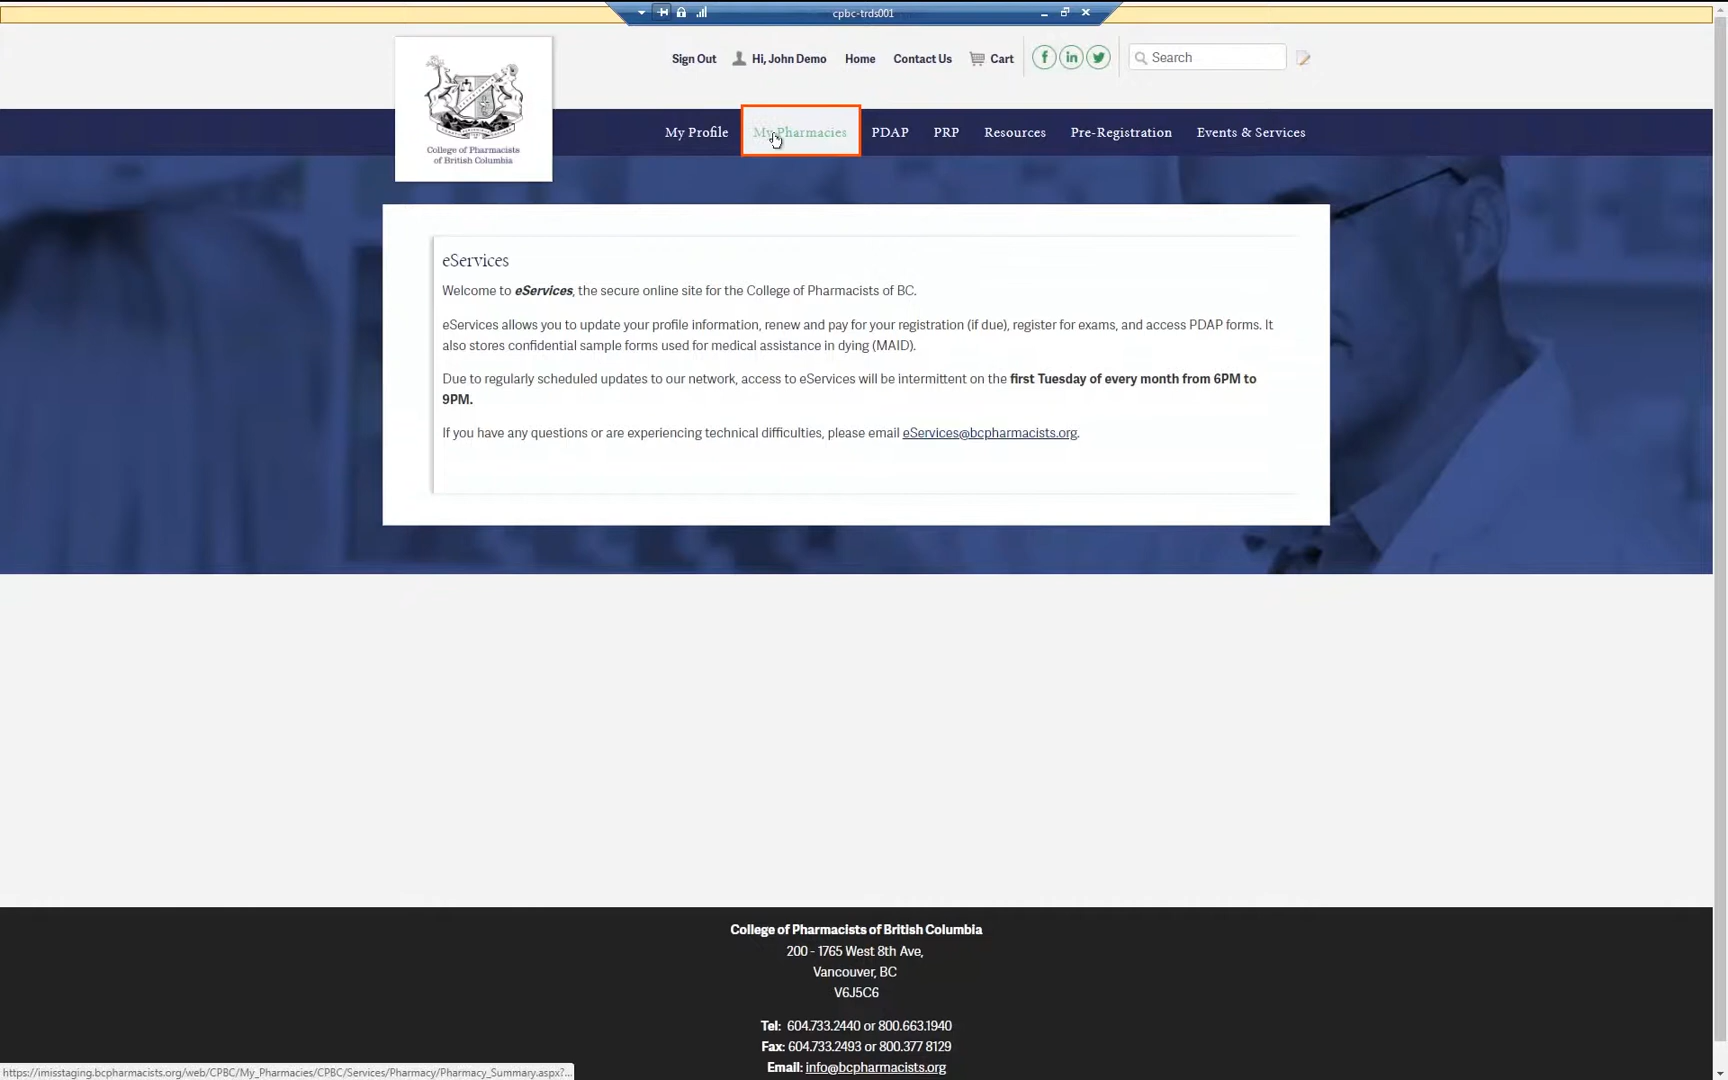 cpbc-trds001
Sign Out Hi, John Demo Home Contact Us Cart Search
College of Pharmacists
of British Columbia
My Profile My Pharmacies PDAP PRP Resources Pre-Registration Events & Services
eServices
Welcome to eServices, the secure online site for the College of Pharmacists of BC.
eServices allows you to update your profile information, renew and pay for your registration (if due), register for exams, and access PDAP forms. It
also stores confidential sample forms used for medical assistance in dying (MAID).
Due to regularly scheduled updates to our network, access to eServices will be intermittent on the first Tuesday of every month from 6PM to
9PM.
If you have any questions or are experiencing technical difficulties, please email eServices@bcpharmacists.org.
College of Pharmacists of British Columbia
200 - 1765 West 8th Ave,
Vancouver, BC
V6J5C6
Tel: 604.733.2440 or 800.663.1940
Fax: 604.733.2493 or 800.377 8129
Email: info@bcpharmacists.org
https://imisstaging.bcpharmacists.org/web/CPBC/My_Pharmacies/CPBC/Services/Pharmacy/Pharmacy_Summary.aspx?...